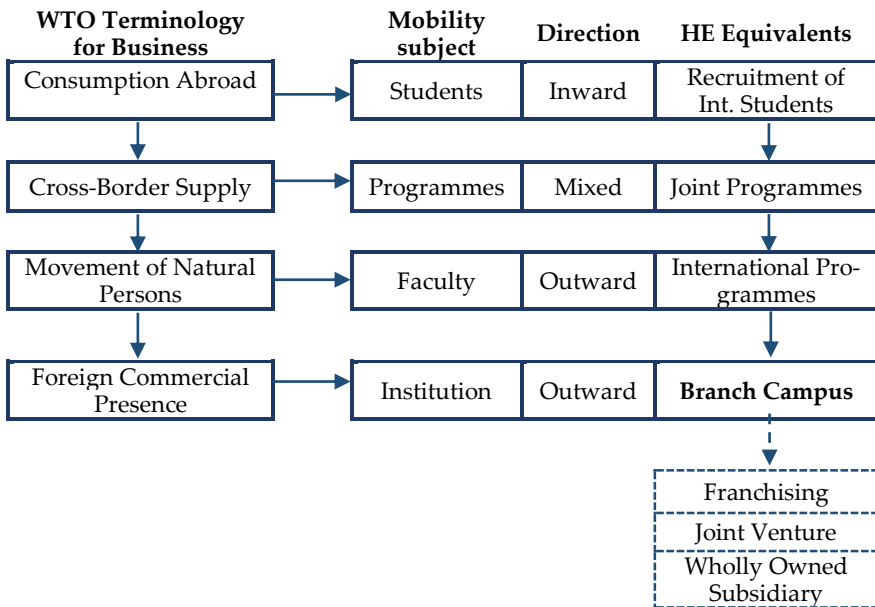 WTO Terminology
for Business
Mobility
subject
Direction
HE Equivalents
Consumption Abroad
Students
Inward
Recruitment of
Int. Students
Cross-Border Supply
Programmes
Mixed
Joint Programmes
Movement of Natural
Persons
Faculty
Outward
International Pro-
grammes
Foreign Commercial
Presence
Institution
Outward
Branch Campus
Franchising
Joint Venture
Wholly Owned
Subsidiary